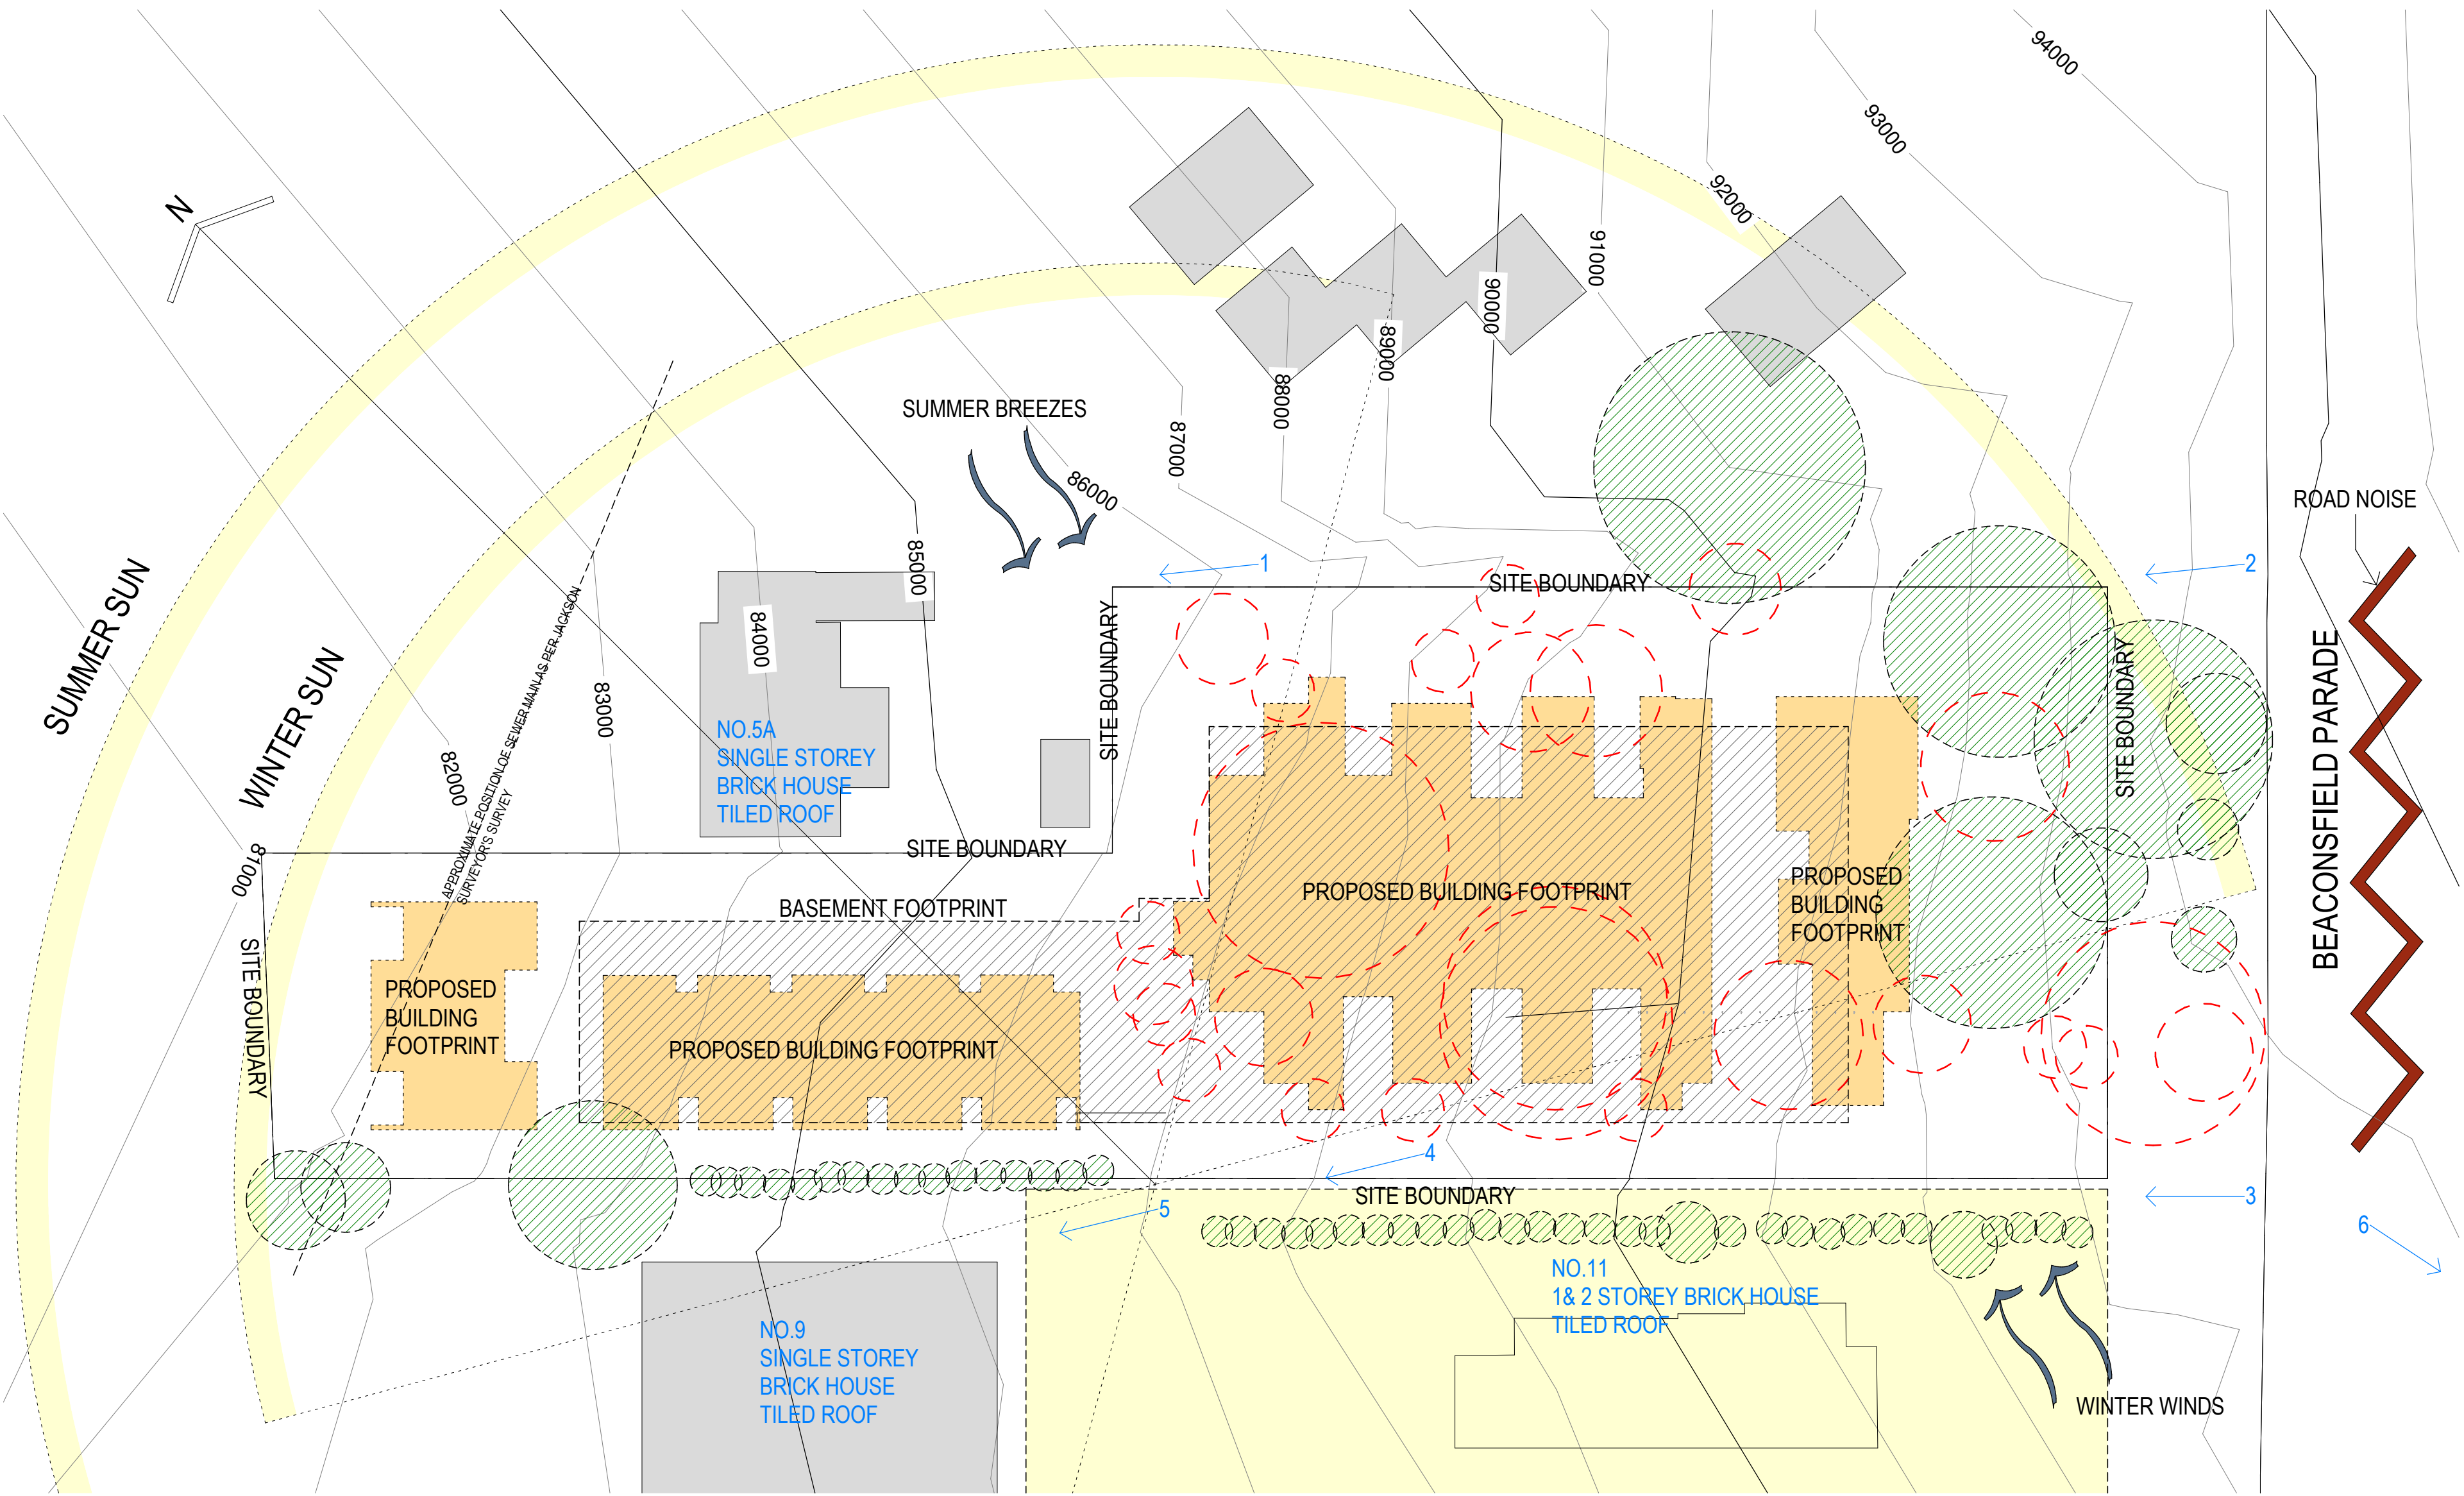 94000
93000
92000
N
91000
90000
89000
88000
87000
86000
SUMMER BREEZES
ROAD NOISE
85000
84000
83000
82000
81000
1
2
SITE BOUNDARY
SITE BOUNDARY
SITE BOUNDARY
BEACONSFIELD PARADE
SUMMER SUN
WINTER SUN
APPROXIMATE POSITION OF SEWER MAIN AS PER JACKSON
SURVEYOR'S SURVEY
NO.5A
SINGLE STOREY
BRICK HOUSE
TILED ROOF
SITE BOUNDARY
BASEMENT FOOTPRINT
PROPOSED BUILDING FOOTPRINT
PROPOSED
BUILDING
FOOTPRINT
SITE BOUNDARY
PROPOSED
BUILDING
FOOTPRINT
PROPOSED BUILDING FOOTPRINT
4
SITE BOUNDARY
3
5
6
NO.11
1& 2 STOREY BRICK HOUSE
TILED ROOF
NO.9
SINGLE STOREY
BRICK HOUSE
TILED ROOF
WINTER WINDS